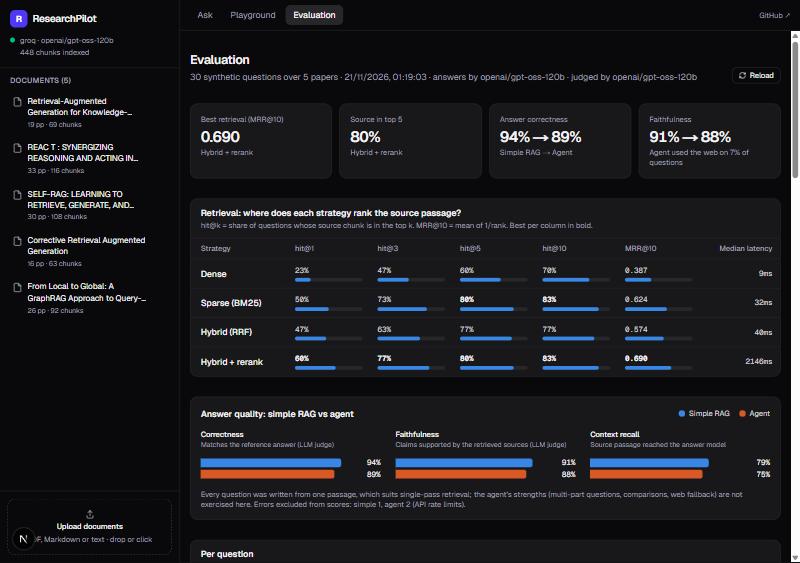 R ResearchPilot
groq · openai/gpt-oss-120b
448 chunks indexed
DOCUMENTS (5)
Retrieval-Augmented
Generation for Knowledge-...
19 pp · 69 chunks
REAC T : SYNERGIZING
REASONING AND ACTING IN...
33 pp · 116 chunks
SELF-RAG: LEARNING TO
RETRIEVE, GENERATE, AND...
30 pp · 108 chunks
Corrective Retrieval Augmented
Generation
16 pp · 63 chunks
From Local to Global: A
GraphRAG Approach to Query-...
26 pp · 92 chunks
Upload documents
N DF, Markdown or text · drop or click
Ask Playground Evaluation GitHub ↗
Evaluation
30 synthetic questions over 5 papers · 21/11/2026, 01:19:03 · answers by openai/gpt-oss-120b · judged by openai/gpt-oss-120b
Reload
Best retrieval (MRR@10)
0.690
Hybrid + rerank
Source in top 5
80%
Hybrid + rerank
Answer correctness
94% → 89%
Simple RAG → Agent
Faithfulness
91% → 88%
Agent used the web on 7% of
questions
Retrieval: where does each strategy rank the source passage?
hit@k = share of questions whose source chunk is in the top k. MRR@10 = mean of 1/rank. Best per column in bold.
Strategy hit@1 hit@3 hit@5 hit@10 MRR@10 Median latency
Dense 23% 47% 60% 70% 0.387 9ms
Sparse (BM25) 50% 73% 80% 83% 0.624 32ms
Hybrid (RRF) 47% 63% 77% 77% 0.574 40ms
Hybrid + rerank 60% 77% 80% 83% 0.690 2146ms
Answer quality: simple RAG vs agent
Simple RAG Agent
Correctness
Matches the reference answer (LLM judge)
94%
89%
Faithfulness
Claims supported by the retrieved sources (LLM judge)
91%
88%
Context recall
Source passage reached the answer model
79%
75%
Every question was written from one passage, which suits single-pass retrieval; the agent's strengths (multi-part questions, comparisons, web fallback) are not
exercised here. Errors excluded from scores: simple 1, agent 2 (API rate limits).
Per question